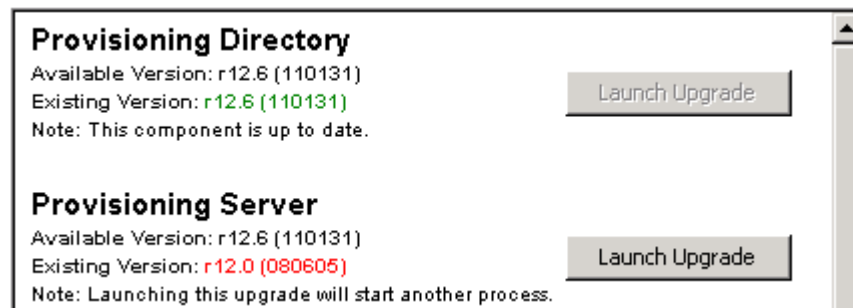 Provisioning Directory
Available Version: r12.6 (110131)
Existing Version: r12.6 (110131)
Launch Upgrade
Note: This component is up to date.
Provisioning Server
Available Version: r12.6 (110131)
Existing Version: r12.0 (080605)
Launch Upgrade
Note: Launching this upgrade will start another process.